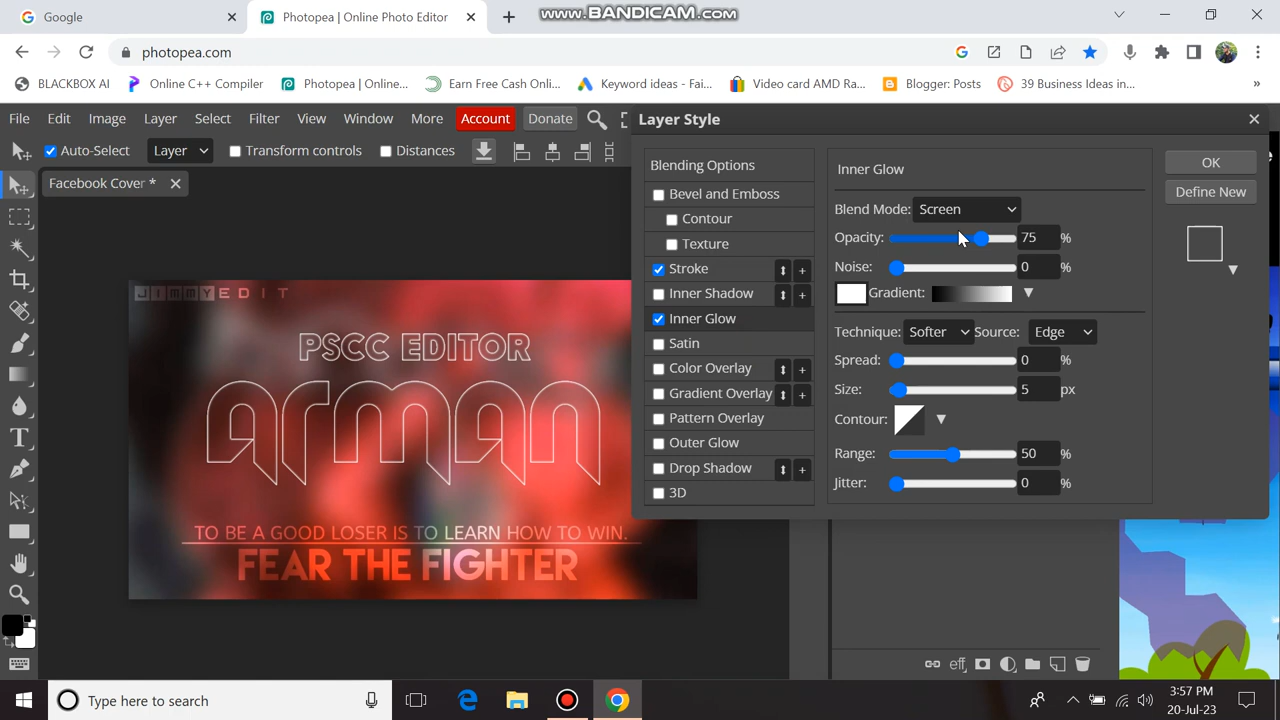 www.BANDICAM.com
Google
Photopea | Online Photo Editor
photopea.com
BLACKBOX AI
Online C++ Compiler
Photopea | Online...
Earn Free Cash Onli...
Keyword ideas - Fai...
Video card AMD Ra...
Blogger: Posts
39 Business Ideas in...
»
File Edit Image Layer Select Filter View Window More Account Donate
Auto-Select Layer Transform controls Distances
Facebook Cover *
JIMMYEDIT
PSCC EDITOR
arman
TO BE A GOOD LOSER IS TO LEARN HOW TO WIN.
FEAR THE FIGHTER
Layer Style
Blending Options
Bevel and Emboss
Contour
Texture
Stroke
Inner Shadow
Inner Glow
Satin
Color Overlay
Gradient Overlay
Pattern Overlay
Outer Glow
Drop Shadow
3D
Inner Glow
Blend Mode: Screen
Opacity: 75 %
Noise: 0 %
Gradient:
Technique: Softer Source: Edge
Spread: 0 %
Size: 5 px
Contour:
Range: 50 %
Jitter: 0 %
OK
Define New
eff
Type here to search
3:57 PM
20-Jul-23